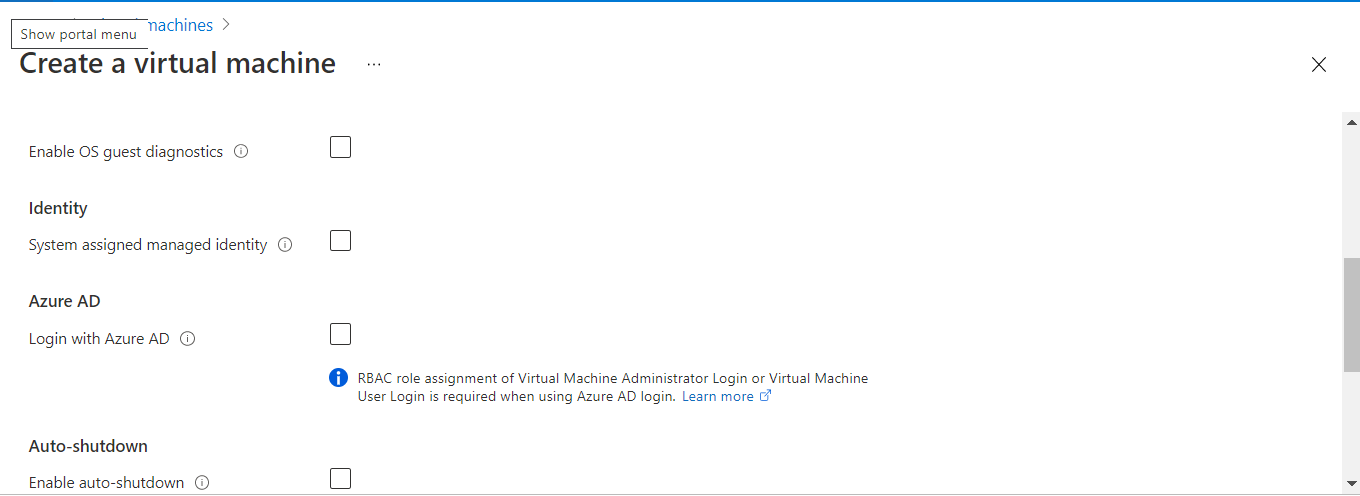 machines
Show portal menu
Create a virtual machine
Enable OS guest diagnostics
Identity
System assigned managed identity
Azure AD
Login with Azure AD
RBAC role assignment of Virtual Machine Administrator Login or Virtual Machine
User Login is required when using Azure AD login. Learn more
Auto-shutdown
Enable auto-shutdown